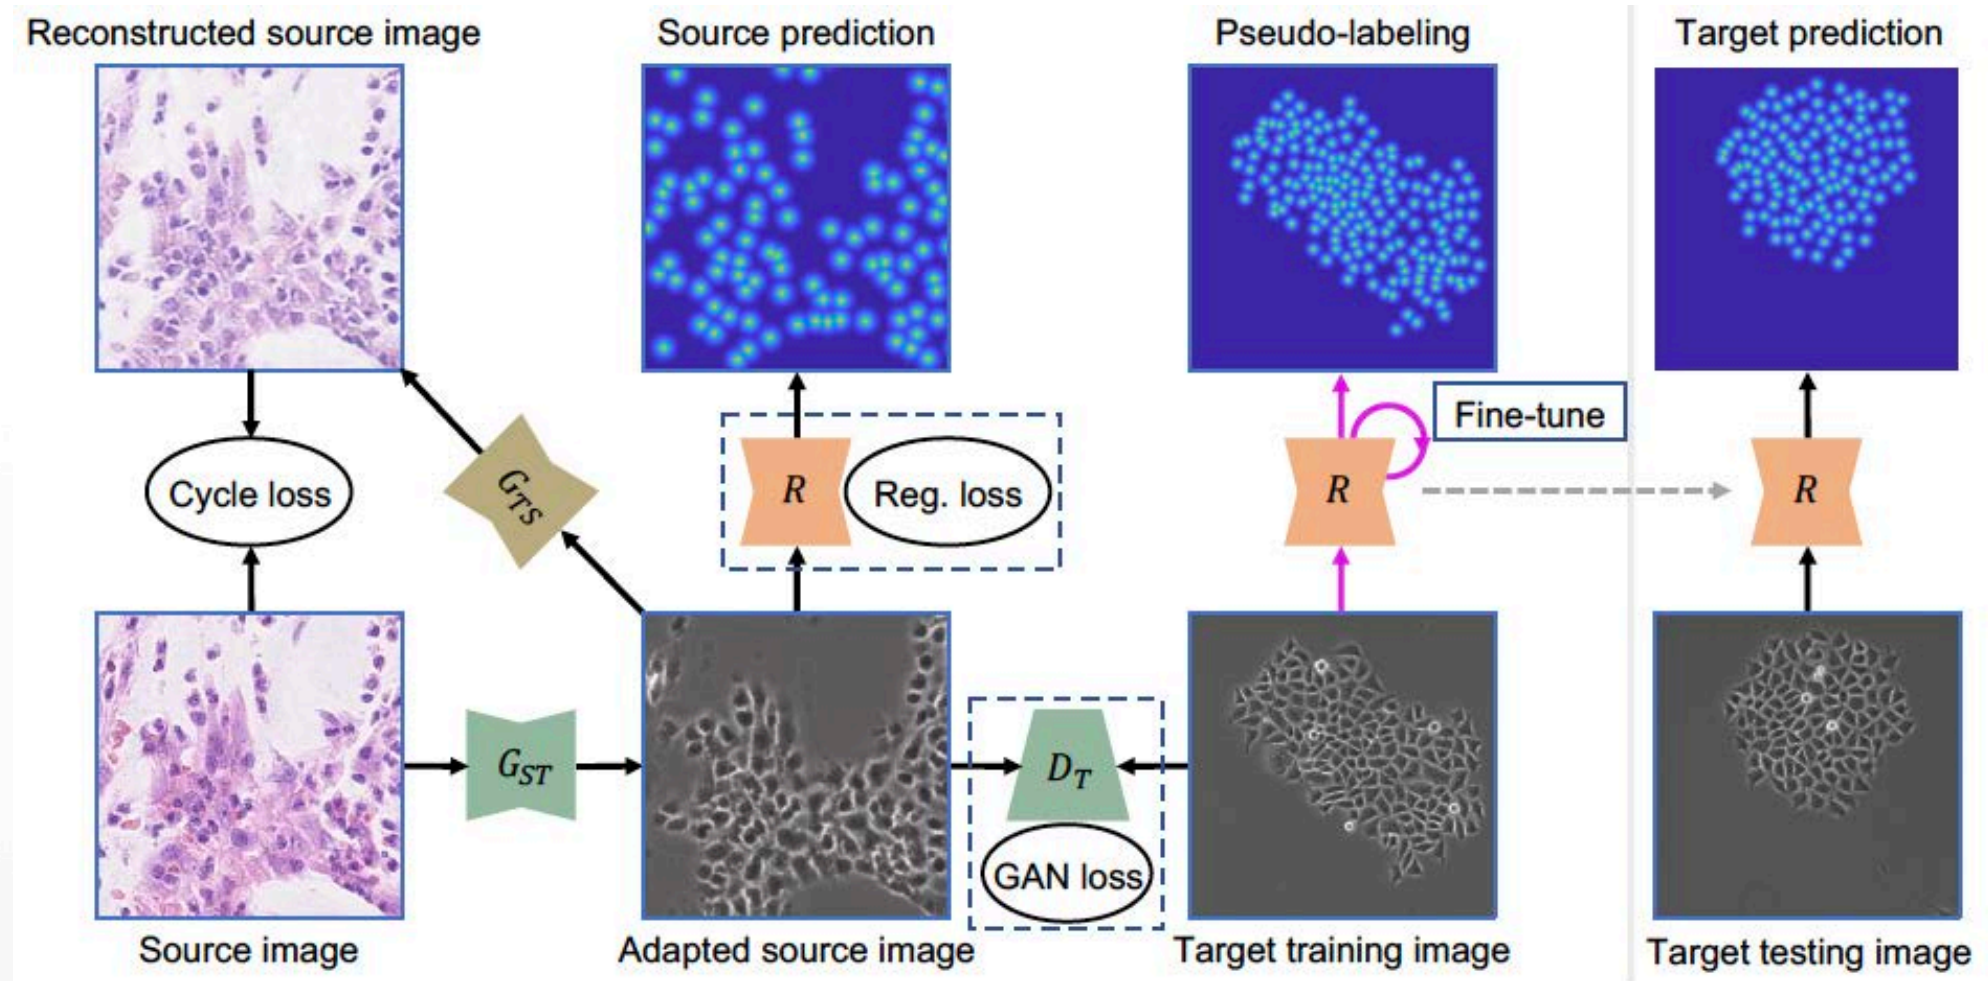 Reconstructed source image
Source prediction
Pseudo-labeling
Target prediction
Fine-tune
Cycle loss
G_TS
R
Reg. loss
R
R
G_ST
D_T
GAN loss
Source image
Adapted source image
Target training image
Target testing image